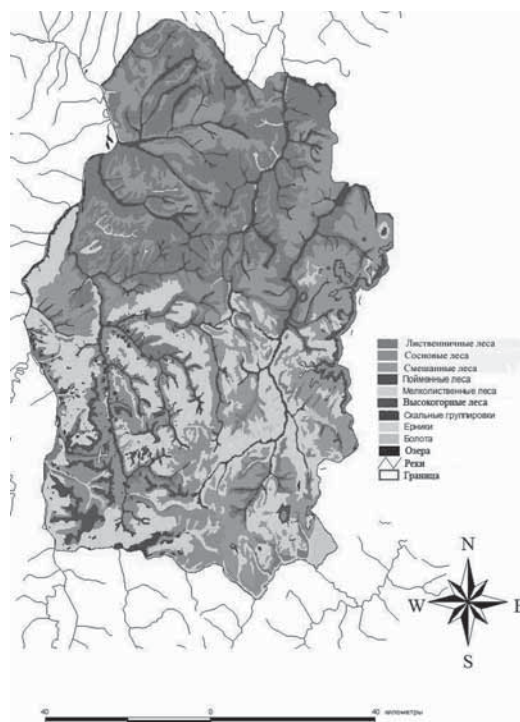 Лиственничные леса
Сосновые леса
Смешанные леса
Пойменные леса
Мелколиственные леса
Высокогорные леса
Скальные группировки
Ерники
Болота
Озера
Реки
Граница
N
W E
S
40 0 40 километры